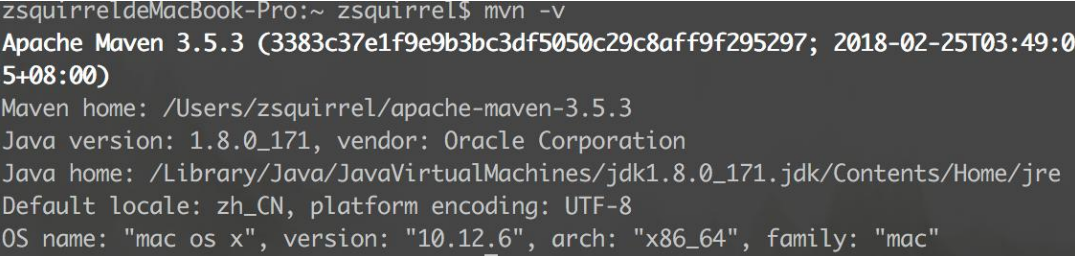 zsquirreldeMacBook-Pro:~ zsquirrel$ mvn -v
Apache Maven 3.5.3 (3383c37e1f9e9b3bc3df5050c29c8aff9f295297; 2018-02-25T03:49:0
5+08:00)
Maven home: /Users/zsquirrel/apache-maven-3.5.3
Java version: 1.8.0_171, vendor: Oracle Corporation
Java home: /Library/Java/JavaVirtualMachines/jdk1.8.0_171.jdk/Contents/Home/jre
Default locale: zh_CN, platform encoding: UTF-8
OS name: "mac os x", version: "10.12.6", arch: "x86_64", family: "mac"